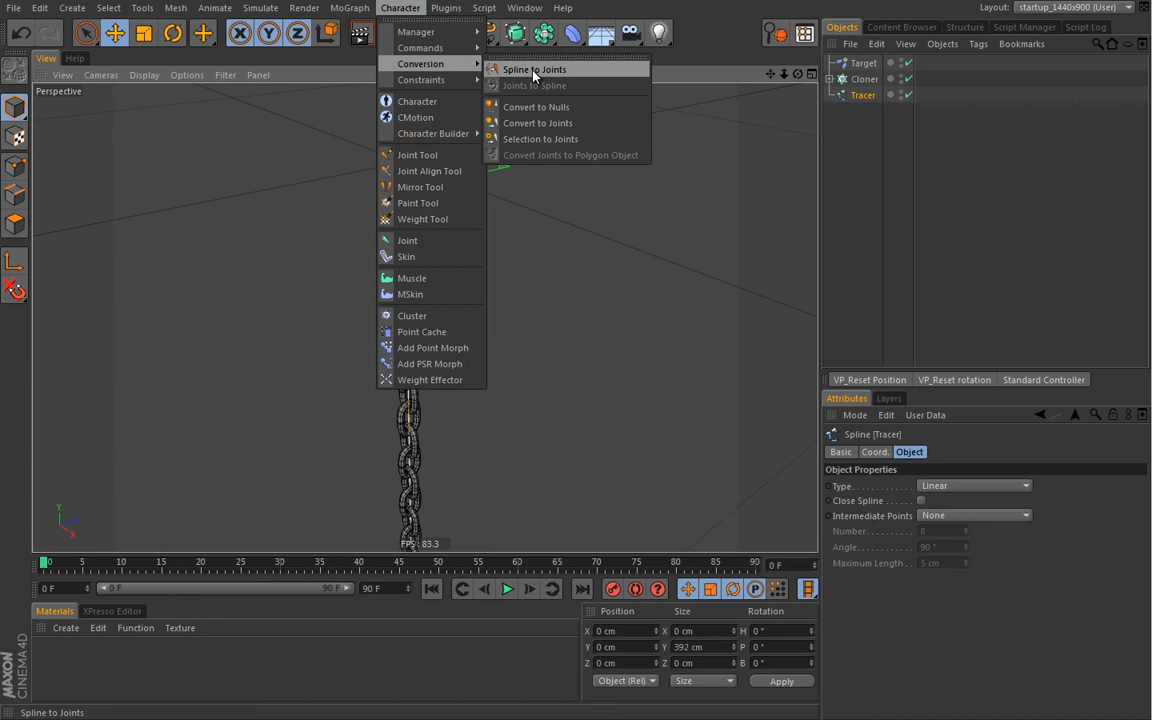 File Edit Create Select Tools Mesh Animate Simulate Render MoGraph Character Plugins Script Window Help Layout: startup_1440x900 (User)
X Y Z
View Help
View Cameras Display Options Filter Panel
Perspective
Manager
Commands
Conversion
Constraints
Character
CMotion
Character Builder
Joint Tool
Joint Align Tool
Mirror Tool
Paint Tool
Weight Tool
Joint
Skin
Muscle
MSkin
Cluster
Point Cache
Add Point Morph
Add PSR Morph
Weight Effector
Spline to Joints
Joints to Spline
Convert to Nulls
Convert to Joints
Selection to Joints
Convert Joints to Polygon Object
Y
Z
X
FPS : 83.3
Objects Content Browser Structure Script Manager Script Log
File Edit View Objects Tags Bookmarks
Target
Cloner
Tracer
VP_Reset Position VP_Reset rotation Standard Controller
Attributes Layers
Mode Edit User Data
Spline [Tracer]
Basic Coord. Object
Object Properties
Type Linear
Close Spline
Intermediate Points None
Number 8
Angle 90 °
Maximum Length 5 cm
0 5 10 15 20 25 30 35 40 45 50 55 60 65 70 75 80 85 90 0 F
0 F 0 F 90 F 90 F
Materials XPresso Editor
Create Edit Function Texture
Position Size Rotation
X 0 cm X 0 cm H 0 °
Y 0 cm Y 392 cm P 0 °
Z 0 cm Z 0 cm B 0 °
Object (Rel) Size Apply
MAXON
CINEMA 4D
Spline to Joints